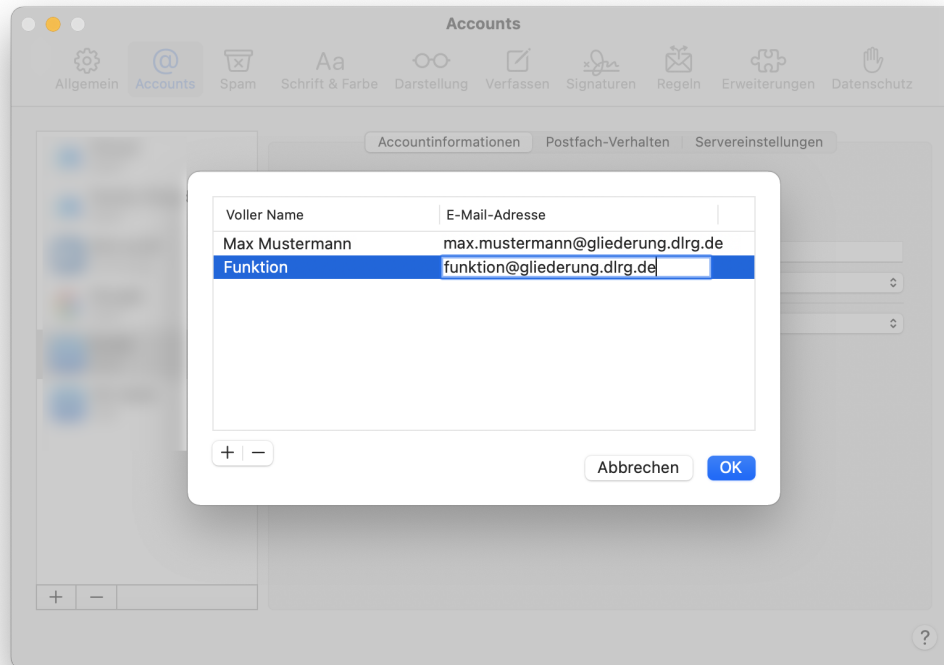 Accounts
Allgemein Accounts Spam Schrift & Farbe Darstellung Verfassen Signaturen Regeln Erweiterungen Datenschutz
Accountinformationen Postfach-Verhalten Servereinstellungen
Voller Name E-Mail-Adresse
Max Mustermann max.mustermann@gliederung.dlrg.de
Funktion funktion@gliederung.dlrg.de
+ −
Abbrechen OK
+ −
?